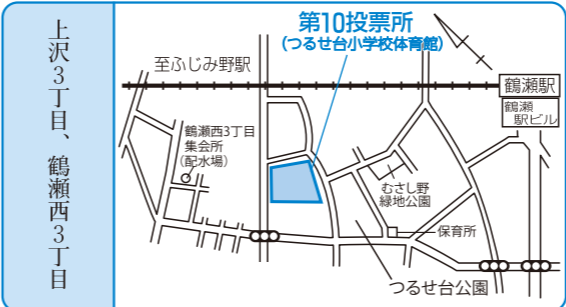 上沢3丁目、鶴瀬西3丁目
第10投票所
(つるせ台小学校体育館)
至ふじみ野駅
鶴瀬駅
鶴瀬
駅ビル
鶴瀬西3丁目
集会所
(配水場)
むさし野
緑地公園
保育所
つるせ台公園